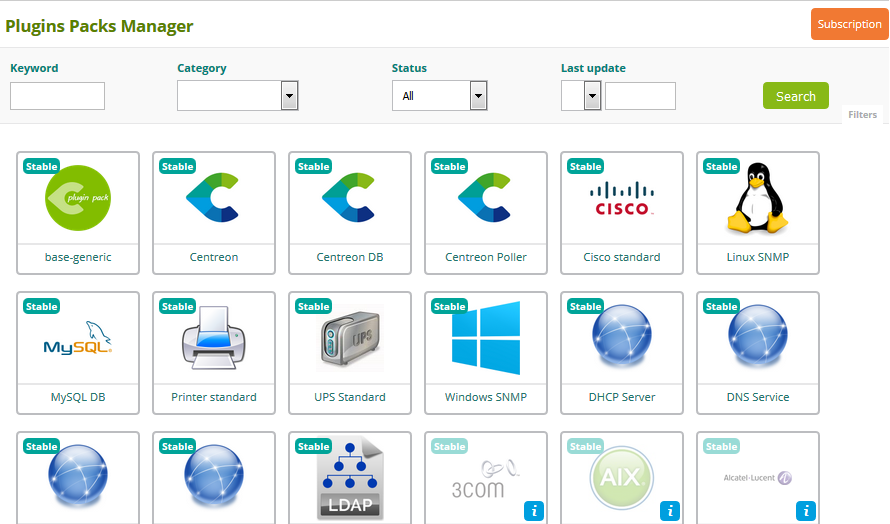 Plugins Packs Manager
Subscription
Keyword
Category
Status
Last update
All
Search
Filters
Stable
Stable
Stable
Stable
Stable
Stable
plugin pack
CISCO
base-generic
Centreon
Centreon DB
Centreon Poller
Cisco standard
Linux SNMP
Stable
Stable
Stable
Stable
Stable
Stable
MySQL
UPS
MySQL DB
Printer standard
UPS Standard
Windows SNMP
DHCP Server
DNS Service
Stable
Stable
Stable
Stable
Stable
Stable
LDAP
3COM
AIX
Alcatel-Lucent
i
i
i